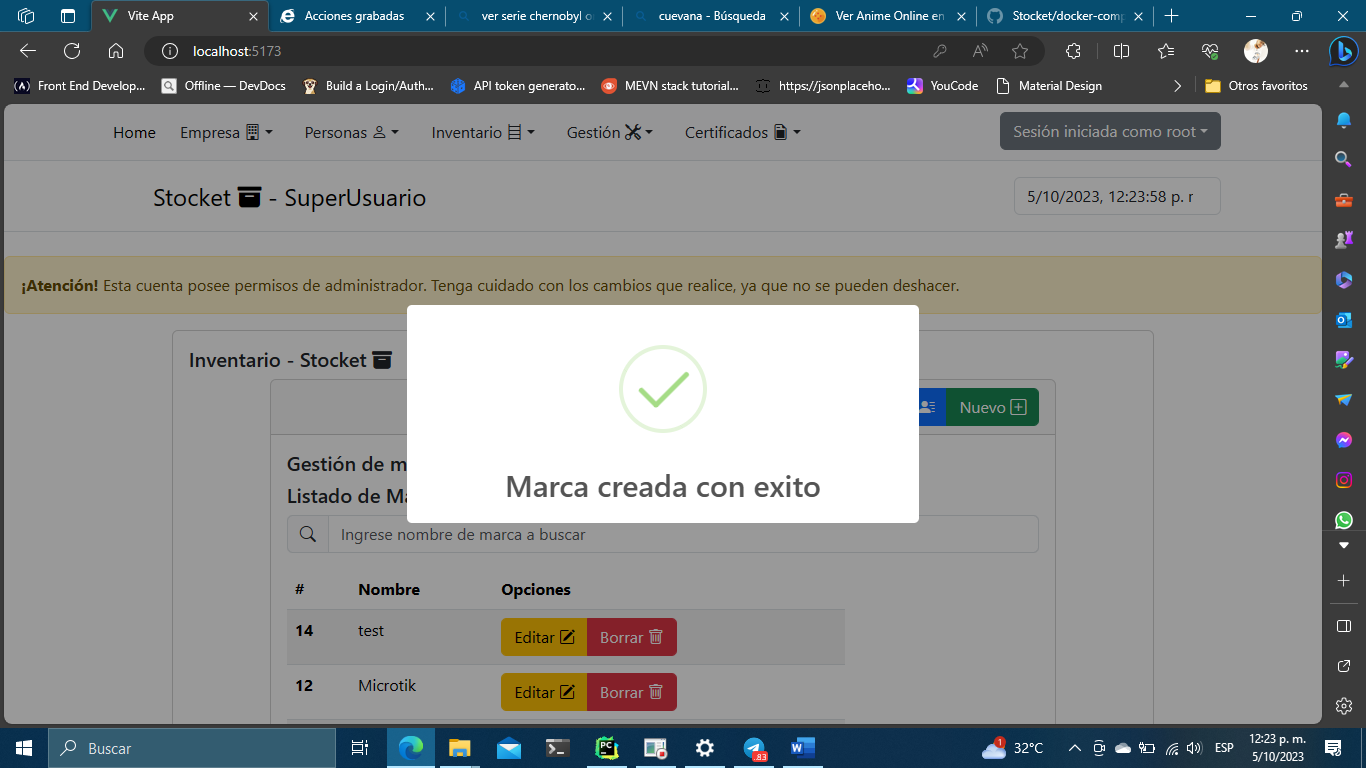 Vite App
Acciones grabadas
ver serie chernobyl o
cuevana - Búsqueda
Ver Anime Online en
Stocket/docker-comp
localhost:5173
Front End Develop...
Offline — DevDocs
Build a Login/Auth...
API token generato...
MEVN stack tutorial...
https://jsonplaceho...
YouCode
Material Design
Otros favoritos
Home
Empresa
Personas
Inventario
Gestión
Certificados
Sesión iniciada como root
Stocket - SuperUsuario
5/10/2023, 12:23:58 p. r
¡Atención! Esta cuenta posee permisos de administrador. Tenga cuidado con los cambios que realice, ya que no se pueden deshacer.
Inventario - Stocket
Nuevo
Marca creada con exito
Gestión de m
Listado de Ma
Ingrese nombre de marca a buscar
# Nombre Opciones
14 test Editar Borrar
12 Microtik Editar Borrar
Buscar
PC
83
1
32°C
ESP
12:23 p. m.
5/10/2023